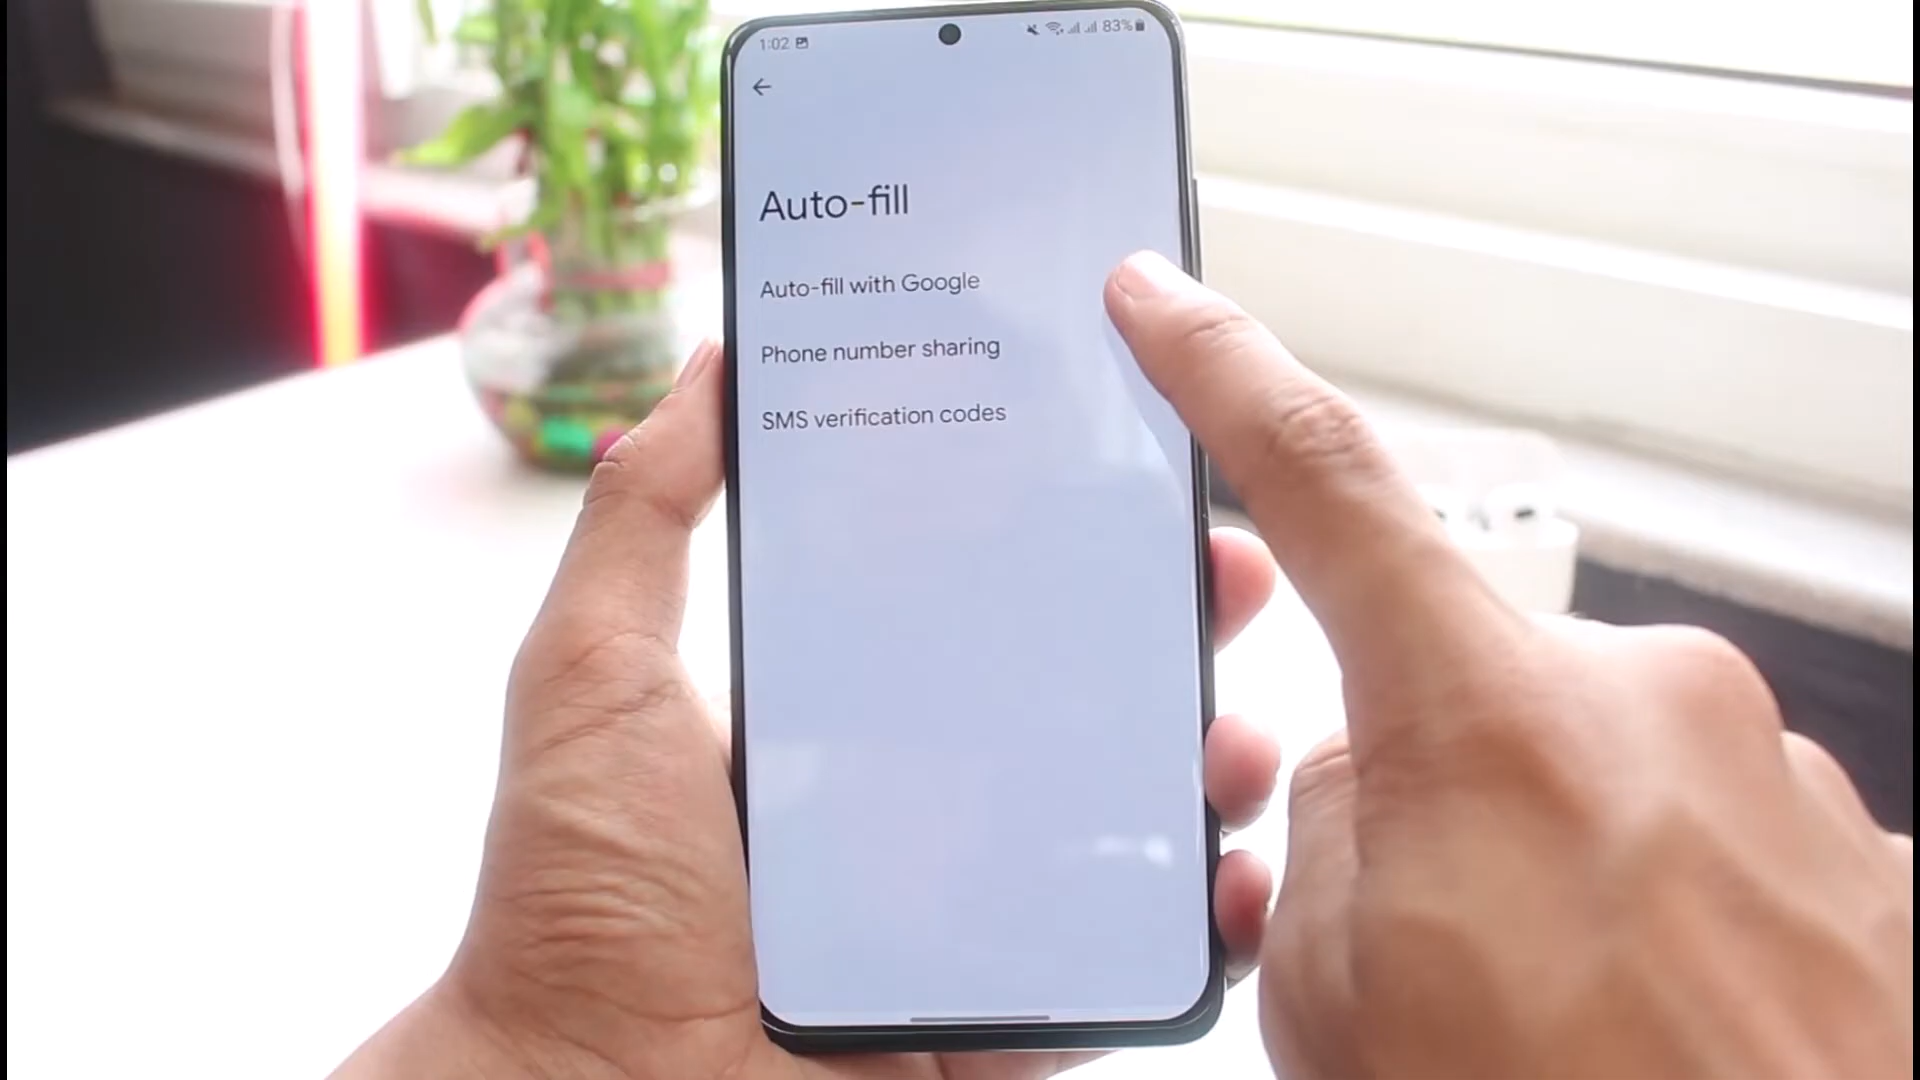 1:02
83%
Auto-fill
Auto-fill with Google
Phone number sharing
SMS verification codes